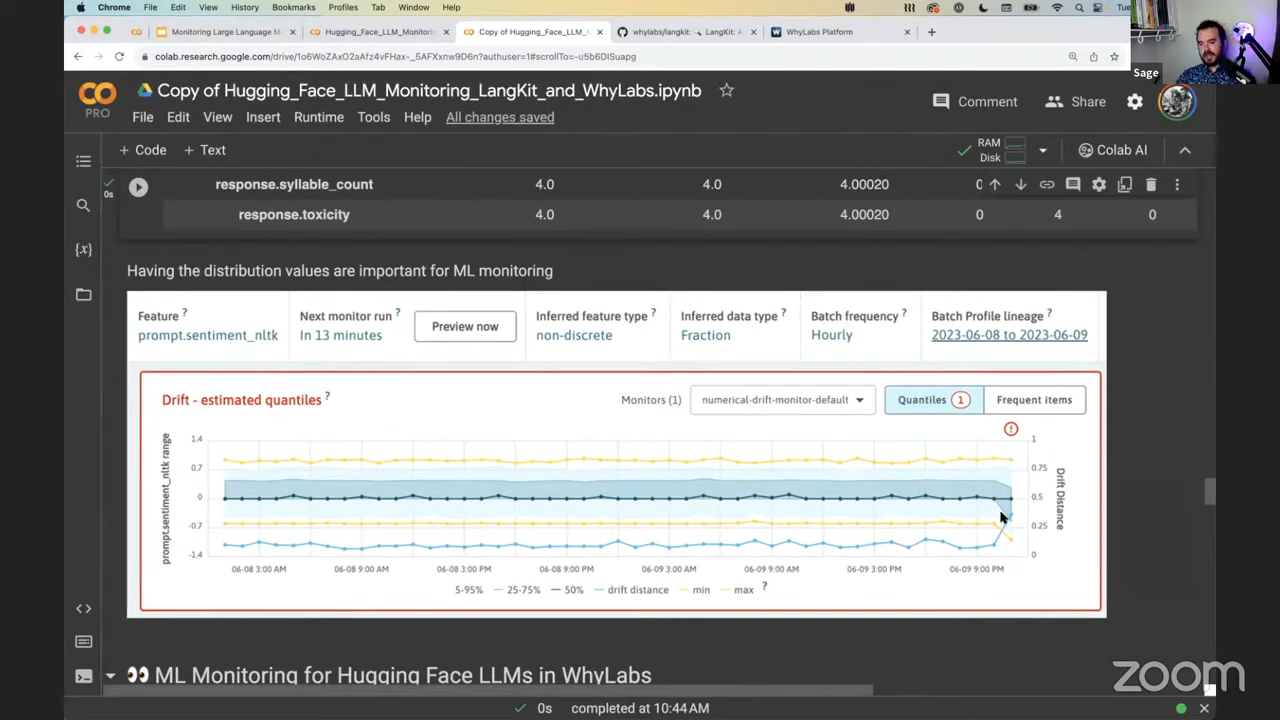 Chrome File Edit View History Bookmarks Profiles Tab Window Help Tue
Monitoring Large Language M Hugging_Face_LLM_Monitorin Copy of Hugging_Face_LLM_ whylabs/langkit: LangKit: A WhyLabs Platform
colab.research.google.com/drive/1o6WoZAxO2aAfz4vFHax-_5AFXxnw9D6n?authuser=1#scrollTo=-u5b6DISuapg
Sage
CO PRO
Copy of Hugging_Face_LLM_Monitoring_LangKit_and_WhyLabs.ipynb
Comment Share
File Edit View Insert Runtime Tools Help All changes saved
+ Code + Text
RAM
Disk
Colab AI
0s
response.syllable_count 4.0 4.0 4.00020 0
response.toxicity 4.0 4.0 4.00020 0 4 0
{x}
Having the distribution values are important for ML monitoring
Feature ? Next monitor run ? Preview now Inferred feature type ? Inferred data type ? Batch frequency ? Batch Profile lineage ?
prompt.sentiment_nltk In 13 minutes non-discrete Fraction Hourly 2023-06-08 to 2023-06-09
Drift - estimated quantiles ? Monitors (1) numerical-drift-monitor-default Quantiles 1 Frequent items
prompt.sentiment_nltk range
1.4
0.7
0
-0.7
-1.4
1
0.75
0.5
0.25
0
Drift Distance
06-08 3:00 AM 06-08 9:00 AM 06-08 3:00 PM 06-08 9:00 PM 06-09 3:00 AM 06-09 9:00 AM 06-09 3:00 PM 06-09 9:00 PM
5-95% 25-75% 50% drift distance min max ?
👀 ML Monitoring for Hugging Face LLMs in WhyLabs
0s completed at 10:44 AM
zoom